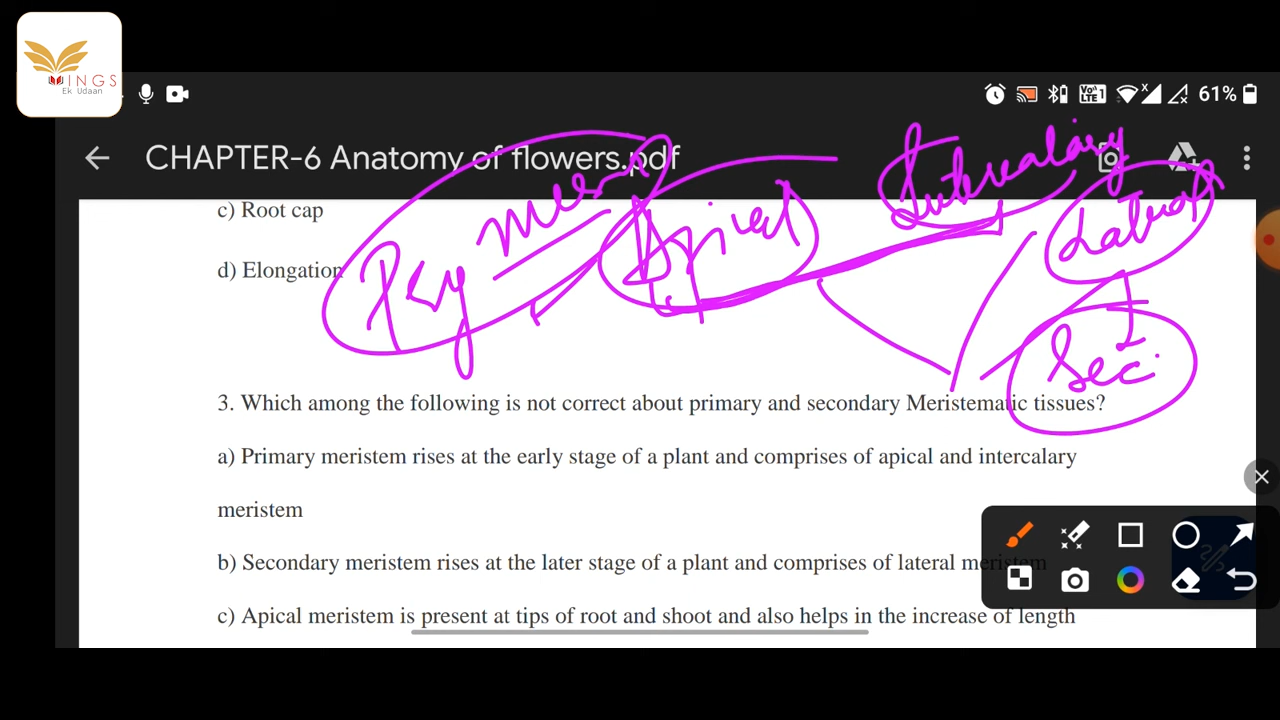 WINGS
Ek Udaan
VoLTE 1 61%
CHAPTER-6 Anatomy of flowers.pdf
Intercalary
Meri
Apical
Lateral
c) Root cap
d) Elongation
Sec
3. Which among the following is not correct about primary and secondary Meristematic tissues?
a) Primary meristem rises at the early stage of a plant and comprises of apical and intercalary
meristem
b) Secondary meristem rises at the later stage of a plant and comprises of lateral meristem
c) Apical meristem is present at tips of root and shoot and also helps in the increase of length